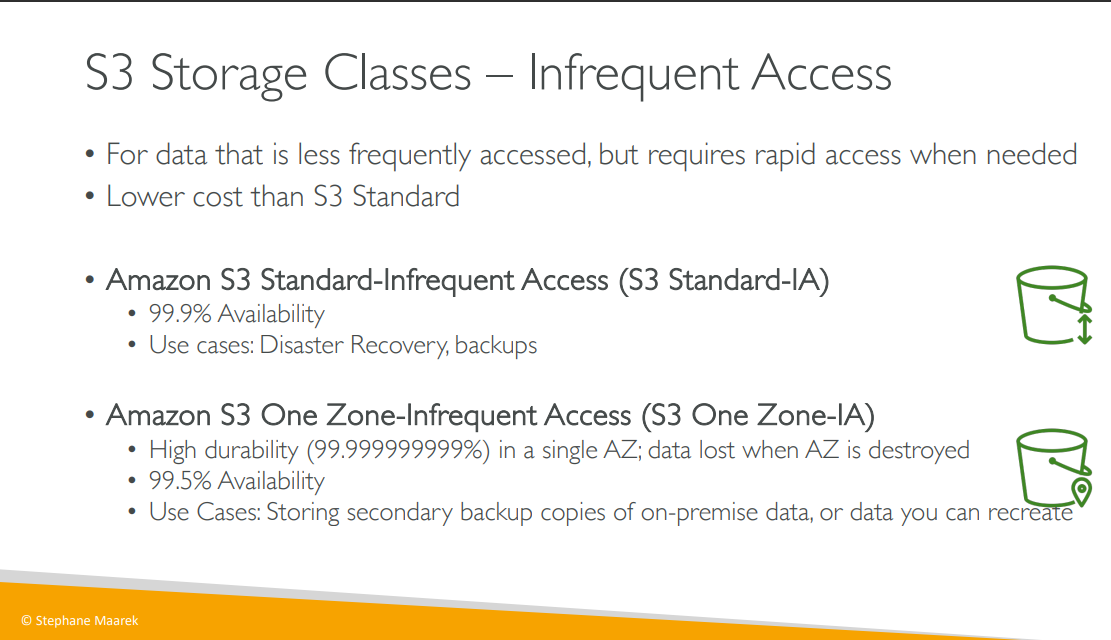 S3 Storage Classes – Infrequent Access
• For data that is less frequently accessed, but requires rapid access when needed
• Lower cost than S3 Standard
• Amazon S3 Standard-Infrequent Access (S3 Standard-IA)
• 99.9% Availability
• Use cases: Disaster Recovery, backups
• Amazon S3 One Zone-Infrequent Access (S3 One Zone-IA)
• High durability (99.999999999%) in a single AZ; data lost when AZ is destroyed
• 99.5% Availability
• Use Cases: Storing secondary backup copies of on-premise data, or data you can recreate
© Stephane Maarek